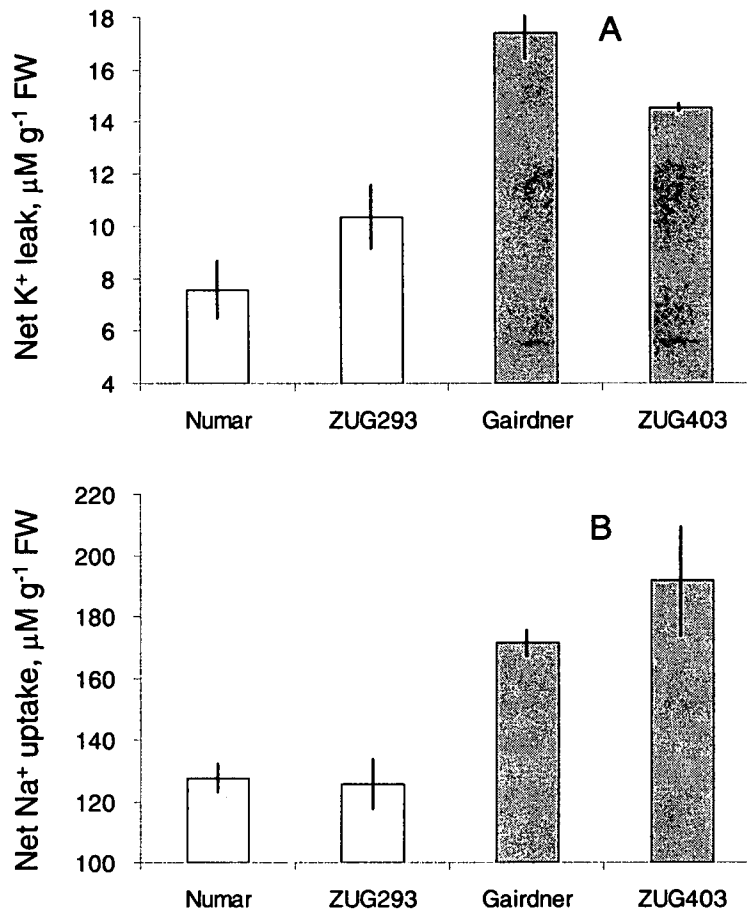 A
Net K⁺ leak, μM g⁻¹ FW
18
16
14
12
10
8
6
4
Numar ZUG293 Gairdner ZUG403
B
Net Na⁺ uptake, μM g⁻¹ FW
220
200
180
160
140
120
100
Numar ZUG293 Gairdner ZUG403